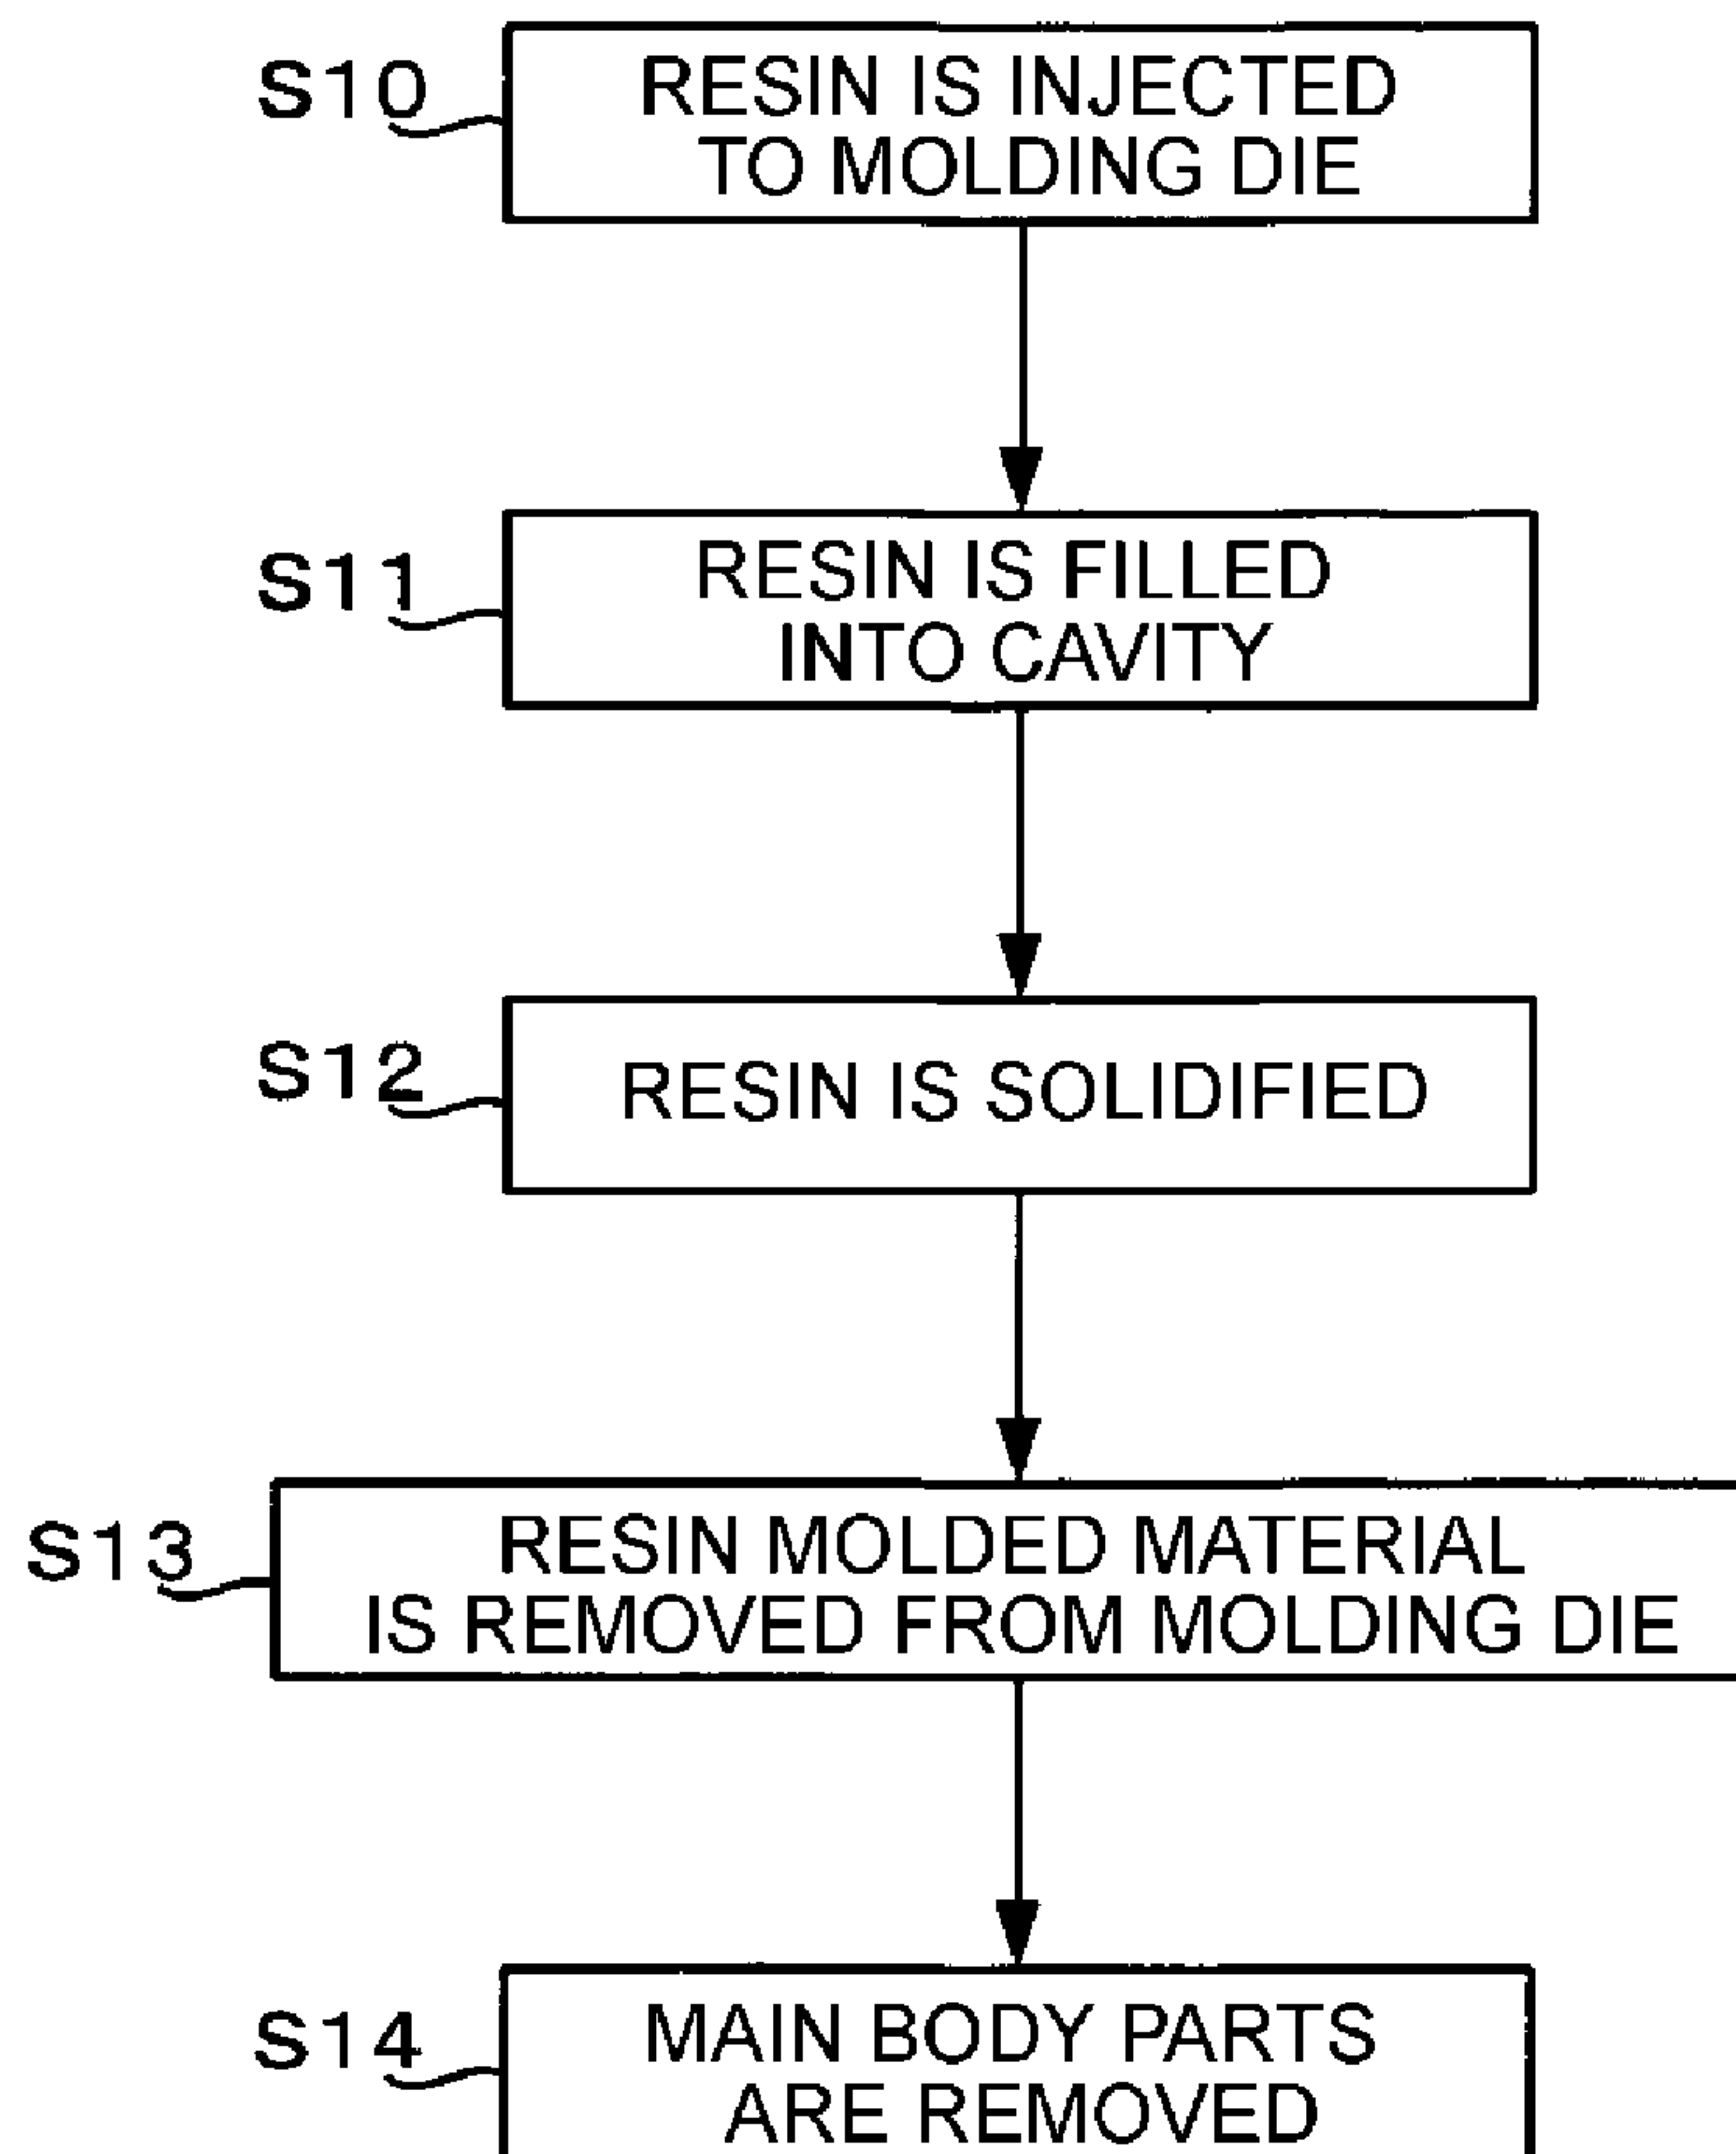 S10
RESIN IS INJECTED
TO MOLDING DIE
S11
RESIN IS FILLED
INTO CAVITY
S12
RESIN IS SOLIDIFIED
S13
RESIN MOLDED MATERIAL
IS REMOVED FROM MOLDING DIE
S14
MAIN BODY PARTS
ARE REMOVED